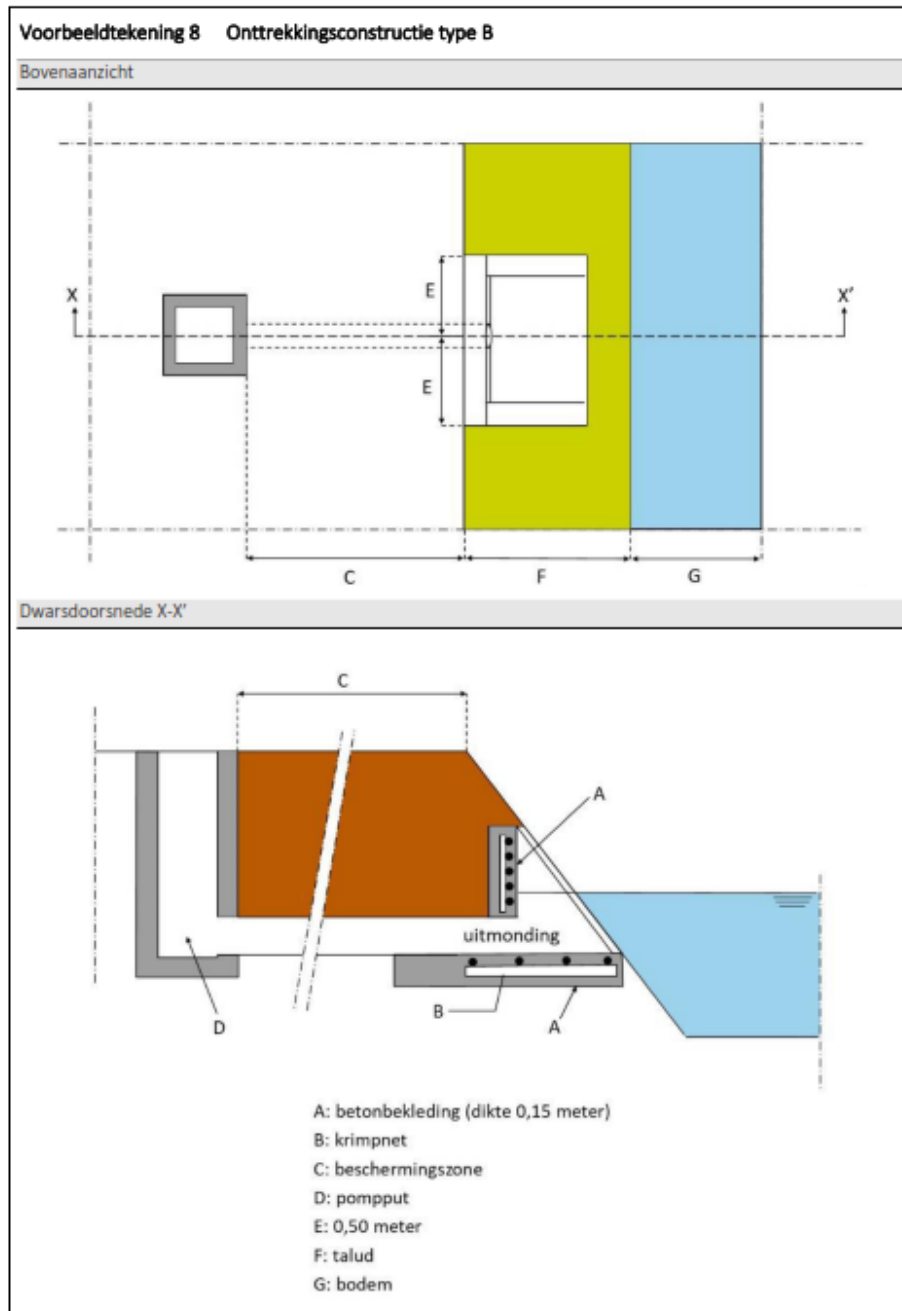 Voorbeeldtekening 8 Onttrekkingsconstructie type B
Bovenaanzicht
E
X
X'
E
C
F
G
Dwarsdoorsnede X-X'
C
A
uitmonding
D
B
A
A: betonbekleding (dikte 0,15 meter)
B: krimpnet
C: beschermingszone
D: pompput
E: 0,50 meter
F: talud
G: bodem